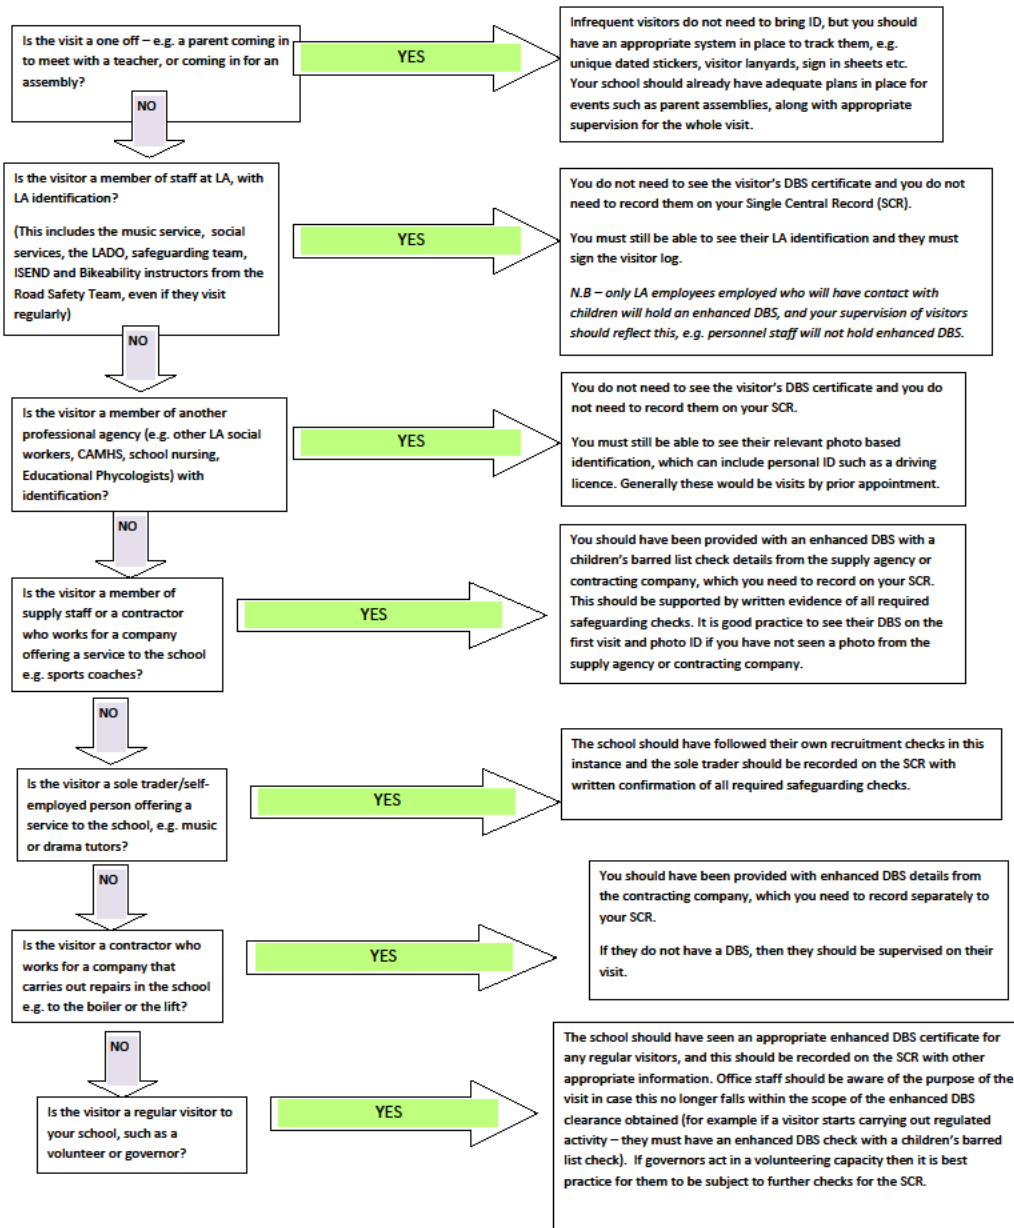 Is the visit a one off – e.g. a parent coming in
to meet with a teacher, or coming in for an
assembly?
YES
Infrequent visitors do not need to bring ID, but you should
have an appropriate system in place to track them, e.g.
unique dated stickers, visitor lanyards, sign in sheets etc.
Your school should already have adequate plans in place for
events such as parent assemblies, along with appropriate
supervision for the whole visit.
NO
Is the visitor a member of staff at LA, with
LA identification?
(This includes the music service, social
services, the LADO, safeguarding team,
ISEND and Bikeability instructors from the
Road Safety Team, even if they visit
regularly)
YES
You do not need to see the visitor's DBS certificate and you do not
need to record them on your Single Central Record (SCR).
You must still be able to see their LA identification and they must
sign the visitor log.
N.B – only LA employees employed who will have contact with
children will hold an enhanced DBS, and your supervision of visitors
should reflect this, e.g. personnel staff will not hold enhanced DBS.
NO
Is the visitor a member of another
professional agency (e.g. other LA social
workers, CAMHS, school nursing,
Educational Phycologists) with
identification?
YES
You do not need to see the visitor's DBS certificate and you do
not need to record them on your SCR.
You must still be able to see their relevant photo based
identification, which can include personal ID such as a driving
licence. Generally these would be visits by prior appointment.
NO
Is the visitor a member of
supply staff or a contractor
who works for a company
offering a service to the school
e.g. sports coaches?
YES
You should have been provided with an enhanced DBS with a
children's barred list check details from the supply agency or
contracting company, which you need to record on your SCR.
This should be supported by written evidence of all required
safeguarding checks. It is good practice to see their DBS on the
first visit and photo ID if you have not seen a photo from the
supply agency or contracting company.
NO
Is the visitor a sole trader/self-
employed person offering a
service to the school, e.g. music
or drama tutors?
YES
The school should have followed their own recruitment checks in this
instance and the sole trader should be recorded on the SCR with
written confirmation of all required safeguarding checks.
NO
Is the visitor a contractor who
works for a company that
carries out repairs in the school
e.g. to the boiler or the lift?
YES
You should have been provided with enhanced DBS details from
the contracting company, which you need to record separately to
your SCR.
If they do not have a DBS, then they should be supervised on their
visit.
NO
Is the visitor a regular visitor to
your school, such as a
volunteer or governor?
YES
The school should have seen an appropriate enhanced DBS certificate for
any regular visitors, and this should be recorded on the SCR with other
appropriate information. Office staff should be aware of the purpose of the
visit in case this no longer falls within the scope of the enhanced DBS
clearance obtained (for example if a visitor starts carrying out regulated
activity – they must have an enhanced DBS check with a children's barred
list check). If governors act in a volunteering capacity then it is best
practice for them to be subject to further checks for the SCR.